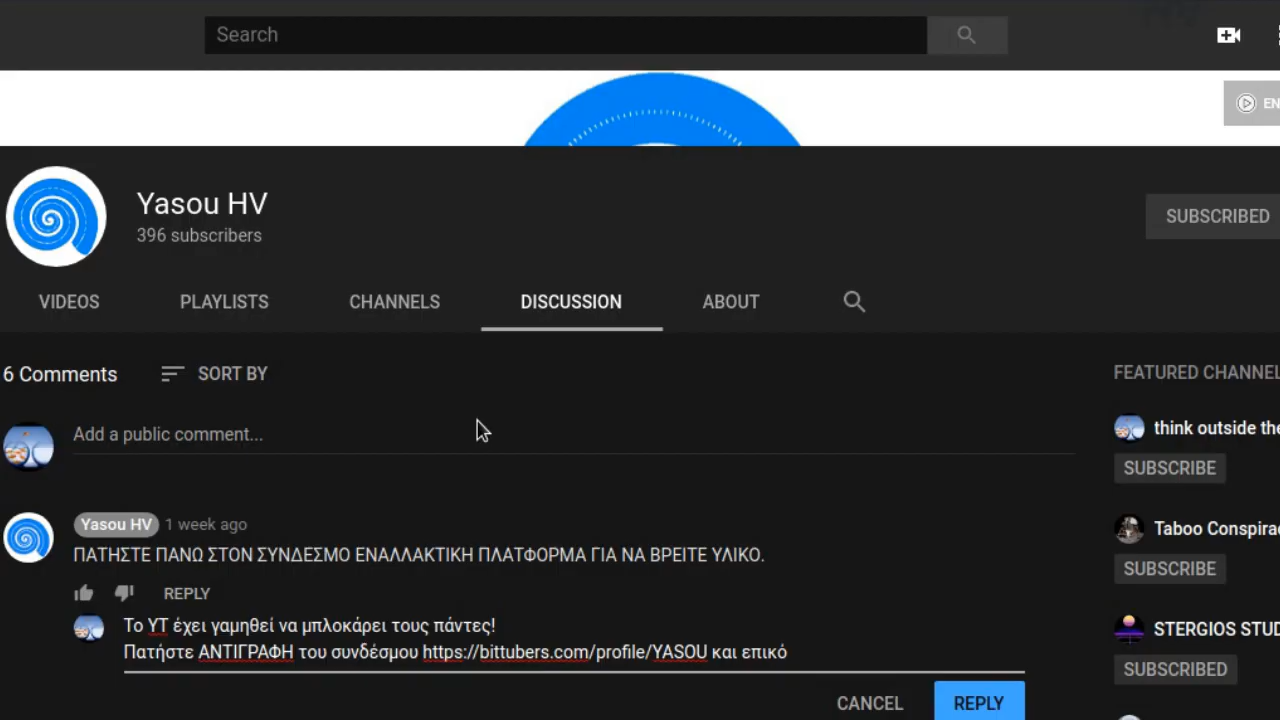 Search
EN
Yasou HV
396 subscribers
SUBSCRIBED
VIDEOS PLAYLISTS CHANNELS DISCUSSION ABOUT
6 Comments SORT BY
FEATURED CHANNEL
Add a public comment...
think outside the
SUBSCRIBE
Yasou HV 1 week ago
ΠΑΤΗΣΤΕ ΠΑΝΩ ΣΤΟΝ ΣΥΝΔΕΣΜΟ ΕΝΑΛΛΑΚΤΙΚΗ ΠΛΑΤΦΟΡΜΑ ΓΙΑ ΝΑ ΒΡΕΙΤΕ ΥΛΙΚΟ.
Taboo Conspira
SUBSCRIBE
REPLY
Το ΥΤ έχει γαμηθεί να μπλοκάρει τους πάντες!
Πατήστε ΑΝΤΙΓΡΑΦΗ του συνδέσμου https://bittubers.com/profile/YASOU και επικό
STERGIOS STUD
SUBSCRIBED
CANCEL REPLY